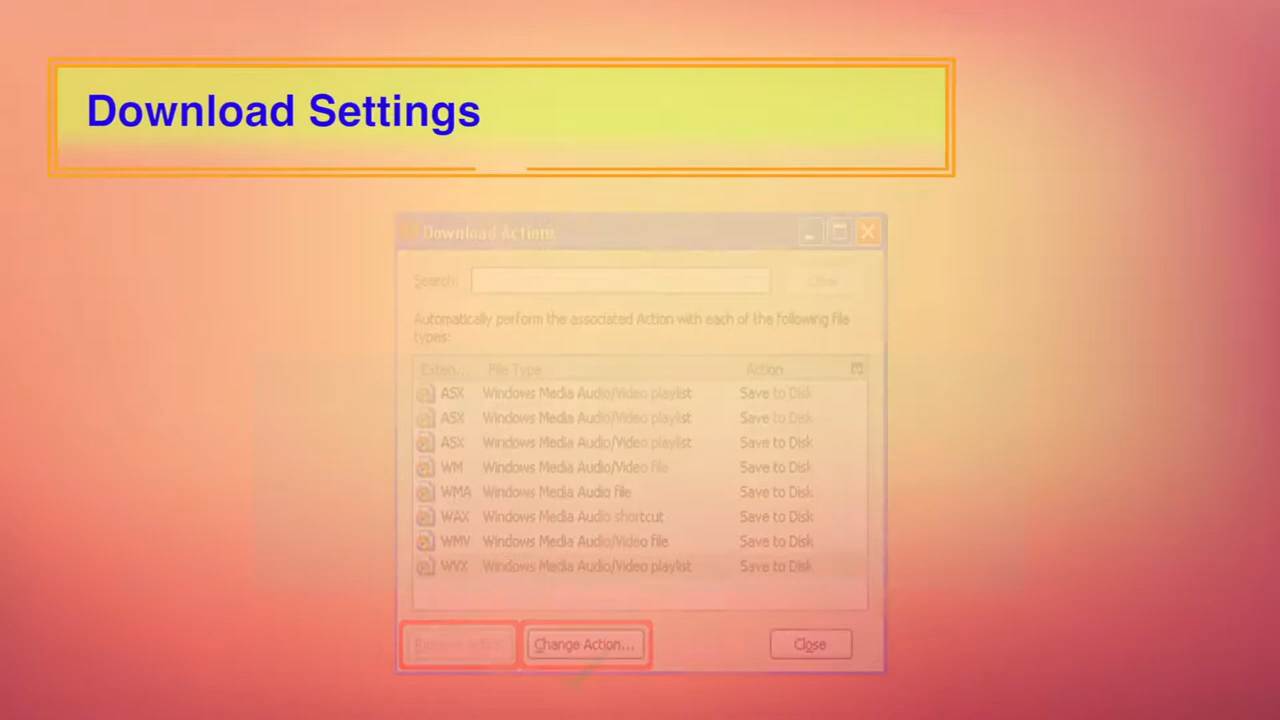 Download Settings
Download Actions
Search:
Clear
Automatically perform the associated Action with each of the following file
types:
Exten... File Type Action
ASX Windows Media Audio/Video playlist Save to Disk
ASX Windows Media Audio/Video playlist Save to Disk
ASX Windows Media Audio/Video playlist Save to Disk
WM Windows Media Audio/Video file Save to Disk
WMA Windows Media Audio file Save to Disk
WAX Windows Media Audio shortcut Save to Disk
WMV Windows Media Audio/Video file Save to Disk
WVX Windows Media Audio/Video playlist Save to Disk
Remove Action Change Action... Close